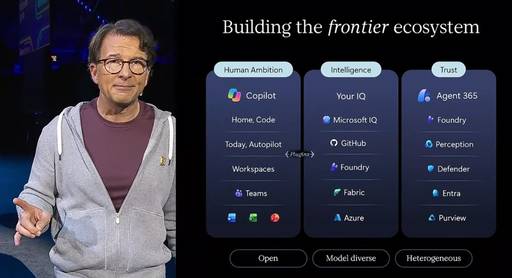 Building the frontier ecosystem
Human Ambition
Copilot
Home, Code
Today, Autopilot
Workspaces
Teams
Plugins
Intelligence
Your IQ
Microsoft IQ
GitHub
Foundry
Fabric
Azure
Trust
Agent 365
Foundry
Perception
Defender
Entra
Purview
Open
Model diverse
Heterogeneous